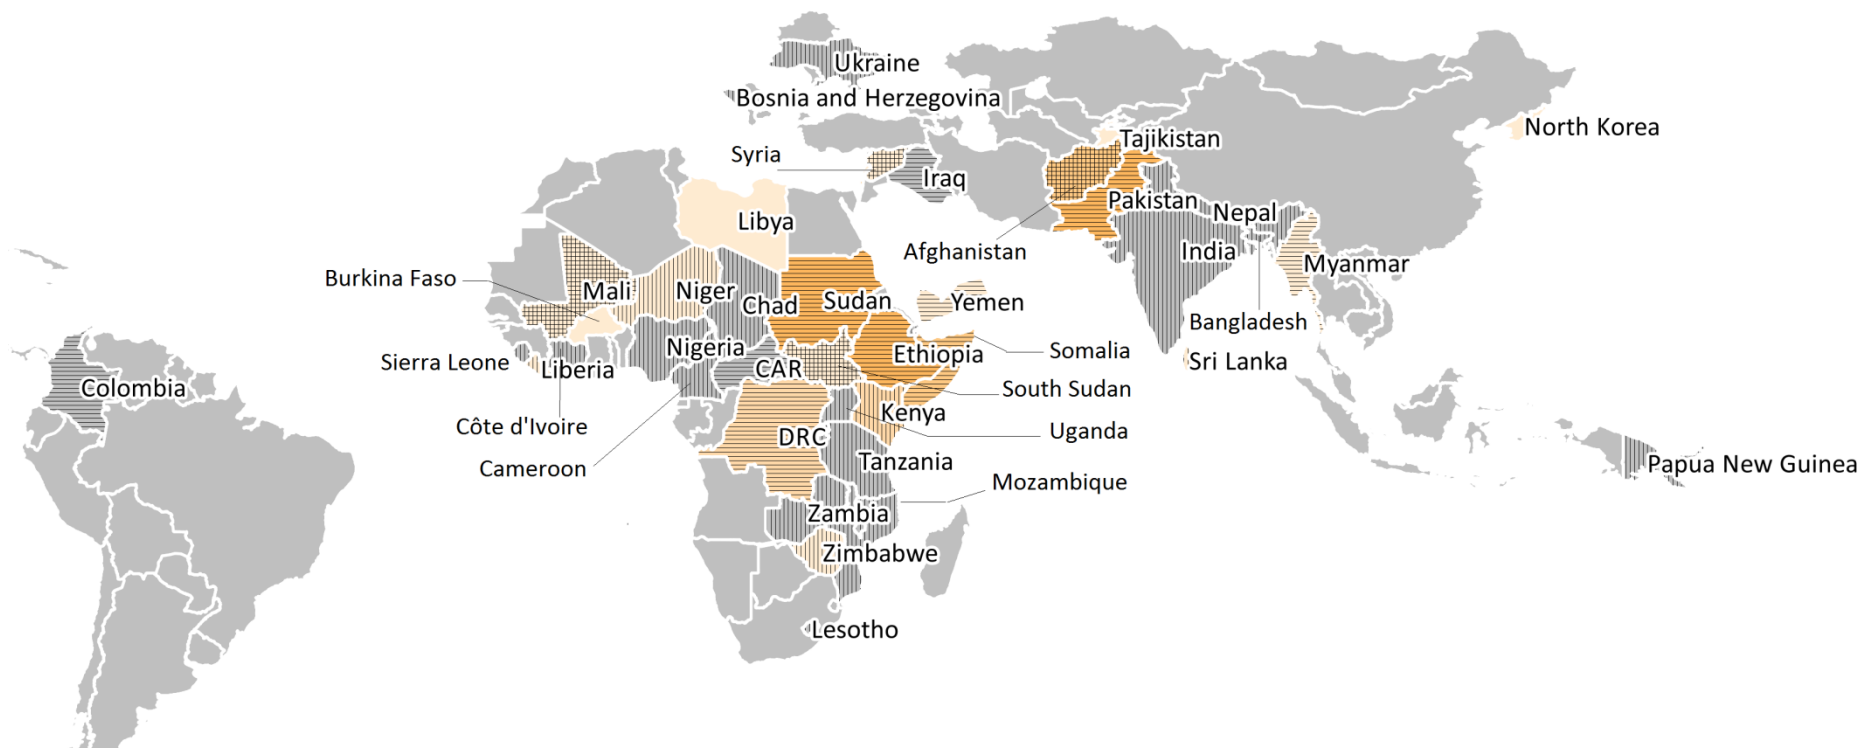 Ukraine
Bosnia and Herzegovina
North Korea
Tajikistan
Syria
Iraq
Pakistan
Nepal
Libya
Afghanistan
India
Myanmar
Burkina Faso
Mali
Niger
Chad
Sudan
Yemen
Bangladesh
Nigeria
Ethiopia
Somalia
Sierra Leone
Liberia
CAR
Sri Lanka
Colombia
South Sudan
Kenya
Côte d'Ivoire
DRC
Uganda
Cameroon
Tanzania
Papua New Guinea
Mozambique
Zambia
Zimbabwe
Lesotho